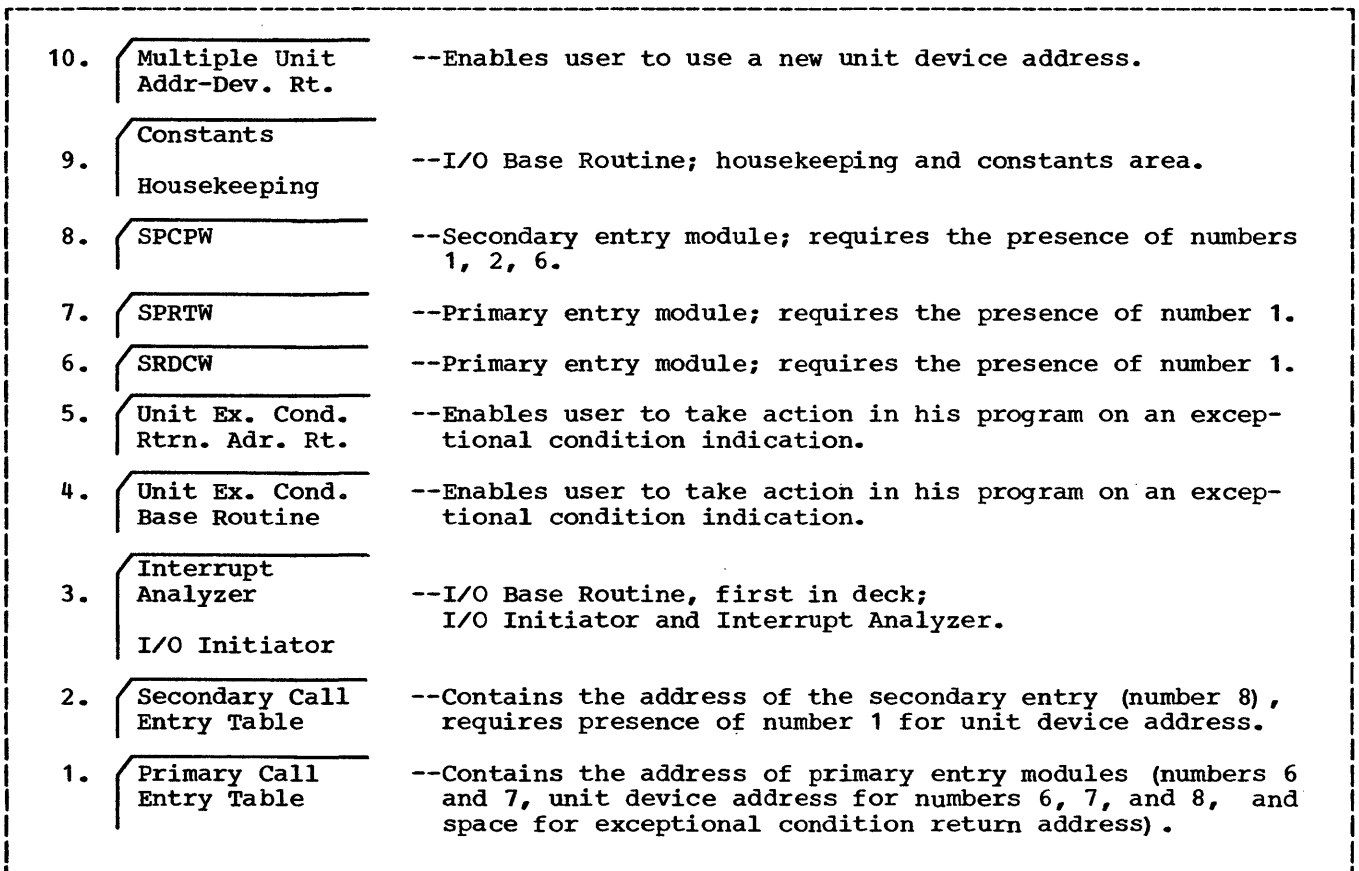 10. Multiple Unit --Enables user to use a new unit device address.
Addr-Dev. Rt.
Constants
9. --I/O Base Routine; housekeeping and constants area.
Housekeeping
8. SPCPW --Secondary entry module; requires the presence of numbers
1, 2, 6.
7. SPRTW --Primary entry module; requires the presence of number 1.
6. SRDCW --Primary entry module; requires the presence of number 1.
5. Unit Ex. Cond. --Enables user to take action in his program on an excep-
Rtrn. Adr. Rt. tional condition indication.
4. Unit Ex. Cond. --Enables user to take action in his program on an excep-
Base Routine tional condition indication.
Interrupt
3. Analyzer --I/O Base Routine, first in deck;
I/O Initiator and Interrupt Analyzer.
I/O Initiator
2. Secondary Call --Contains the address of the secondary entry (number 8),
Entry Table requires presence of number 1 for unit device address.
1. Primary Call --Contains the address of primary entry modules (numbers 6
Entry Table and 7, unit device address for numbers 6, 7, and 8, and
space for exceptional condition return address).